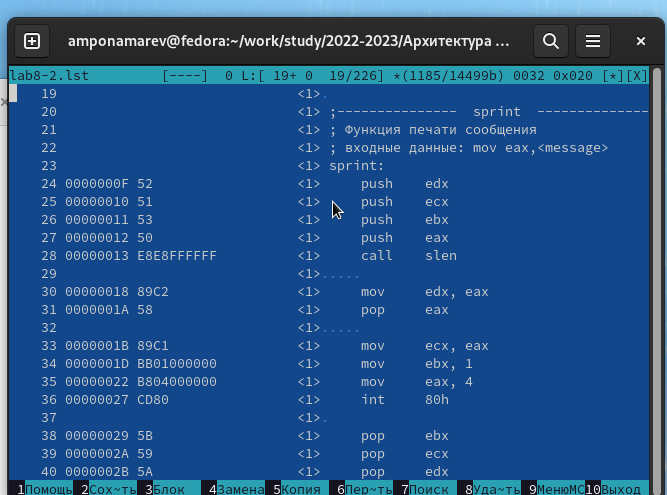 amponamarev@fedora:~/work/study/2022-2023/Архитектура ...
lab8-2.lst [----] 0 L:[ 19+ 0 19/226] *(1185/14499b) 0032 0x020 [*][X]
19 <1>.
20 <1> ;--------------- sprint --------------
21 <1> ; Функция печати сообщения
22 <1> ; входные данные: mov eax,<message>
23 <1> sprint:
24 0000000F 52 <1> push edx
25 00000010 51 <1> push ecx
26 00000011 53 <1> push ebx
27 00000012 50 <1> push eax
28 00000013 E8E8FFFFFF <1> call slen
29 <1>.....
30 00000018 89C2 <1> mov edx, eax
31 0000001A 58 <1> pop eax
32 <1>.....
33 0000001B 89C1 <1> mov ecx, eax
34 0000001D BB01000000 <1> mov ebx, 1
35 00000022 B804000000 <1> mov eax, 4
36 00000027 CD80 <1> int 80h
37 <1>.
38 00000029 5B <1> pop ebx
39 0000002A 59 <1> pop ecx
40 0000002B 5A <1> pop edx
1Помощь 2Сох~ть 3Блок 4Замена 5Копия 6Пер~ть 7Поиск 8Уда~ть 9МенюMC 10Выход